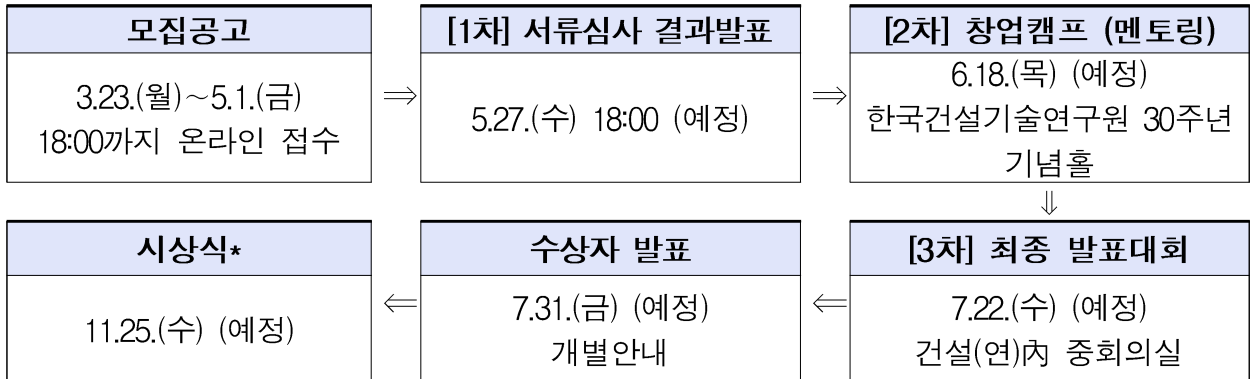 모집공고
3.23.(월)~5.1.(금)
18:00까지 온라인 접수
⇒
[1차] 서류심사 결과발표
5.27.(수) 18:00 (예정)
⇒
[2차] 창업캠프 (멘토링)
6.18.(목) (예정)
한국건설기술연구원 30주년
기념홀
⇓
[3차] 최종 발표대회
7.22.(수) (예정)
건설(연)內 중회의실
⇐
수상자 발표
7.31.(금) (예정)
개별안내
⇐
시상식*
11.25.(수) (예정)